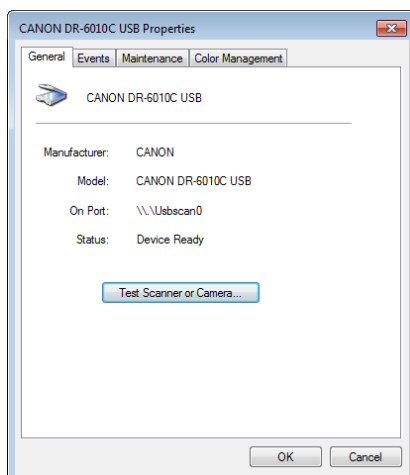 CANON DR-6010C USB Properties
General Events Maintenance Color Management
CANON DR-6010C USB
Manufacturer: CANON
Model: CANON DR-6010C USB
On Port: \\.\Usbscan0
Status: Device Ready
Test Scanner or Camera...
OK Cancel